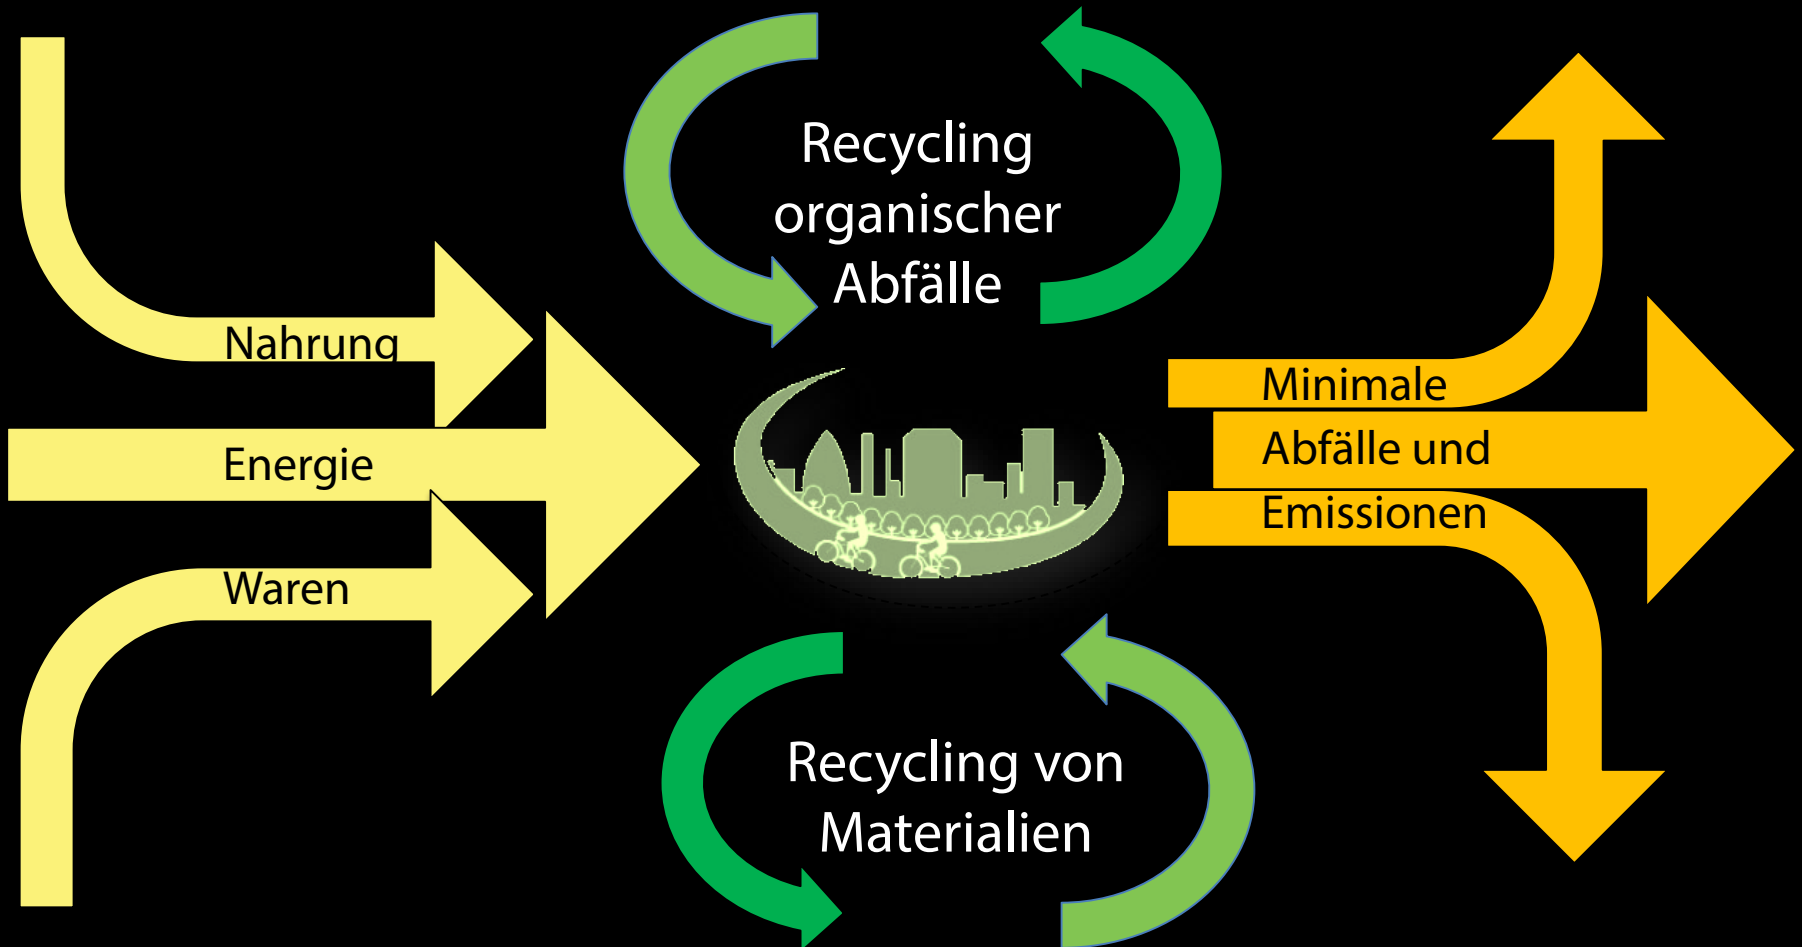 Nahrung
Energie
Waren
Recycling
organischer
Abfälle
Recycling von
Materialien
Minimale
Abfälle und
Emissionen